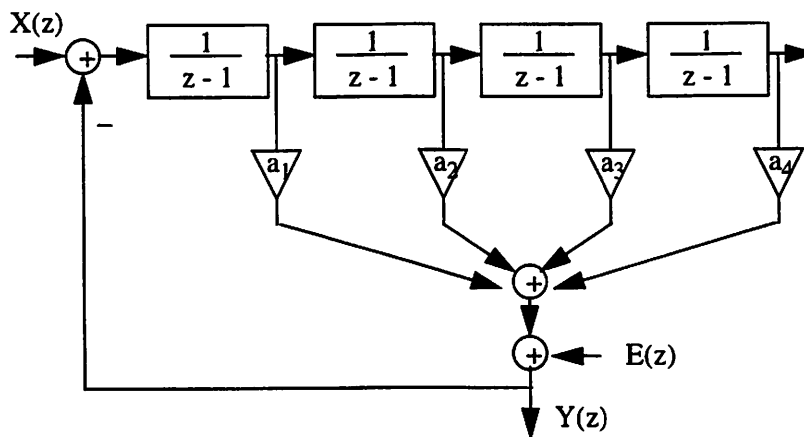 X(z)
+
−
1
z - 1
1
z - 1
1
z - 1
1
z - 1
a1
a2
a3
a4
+
+
E(z)
Y(z)